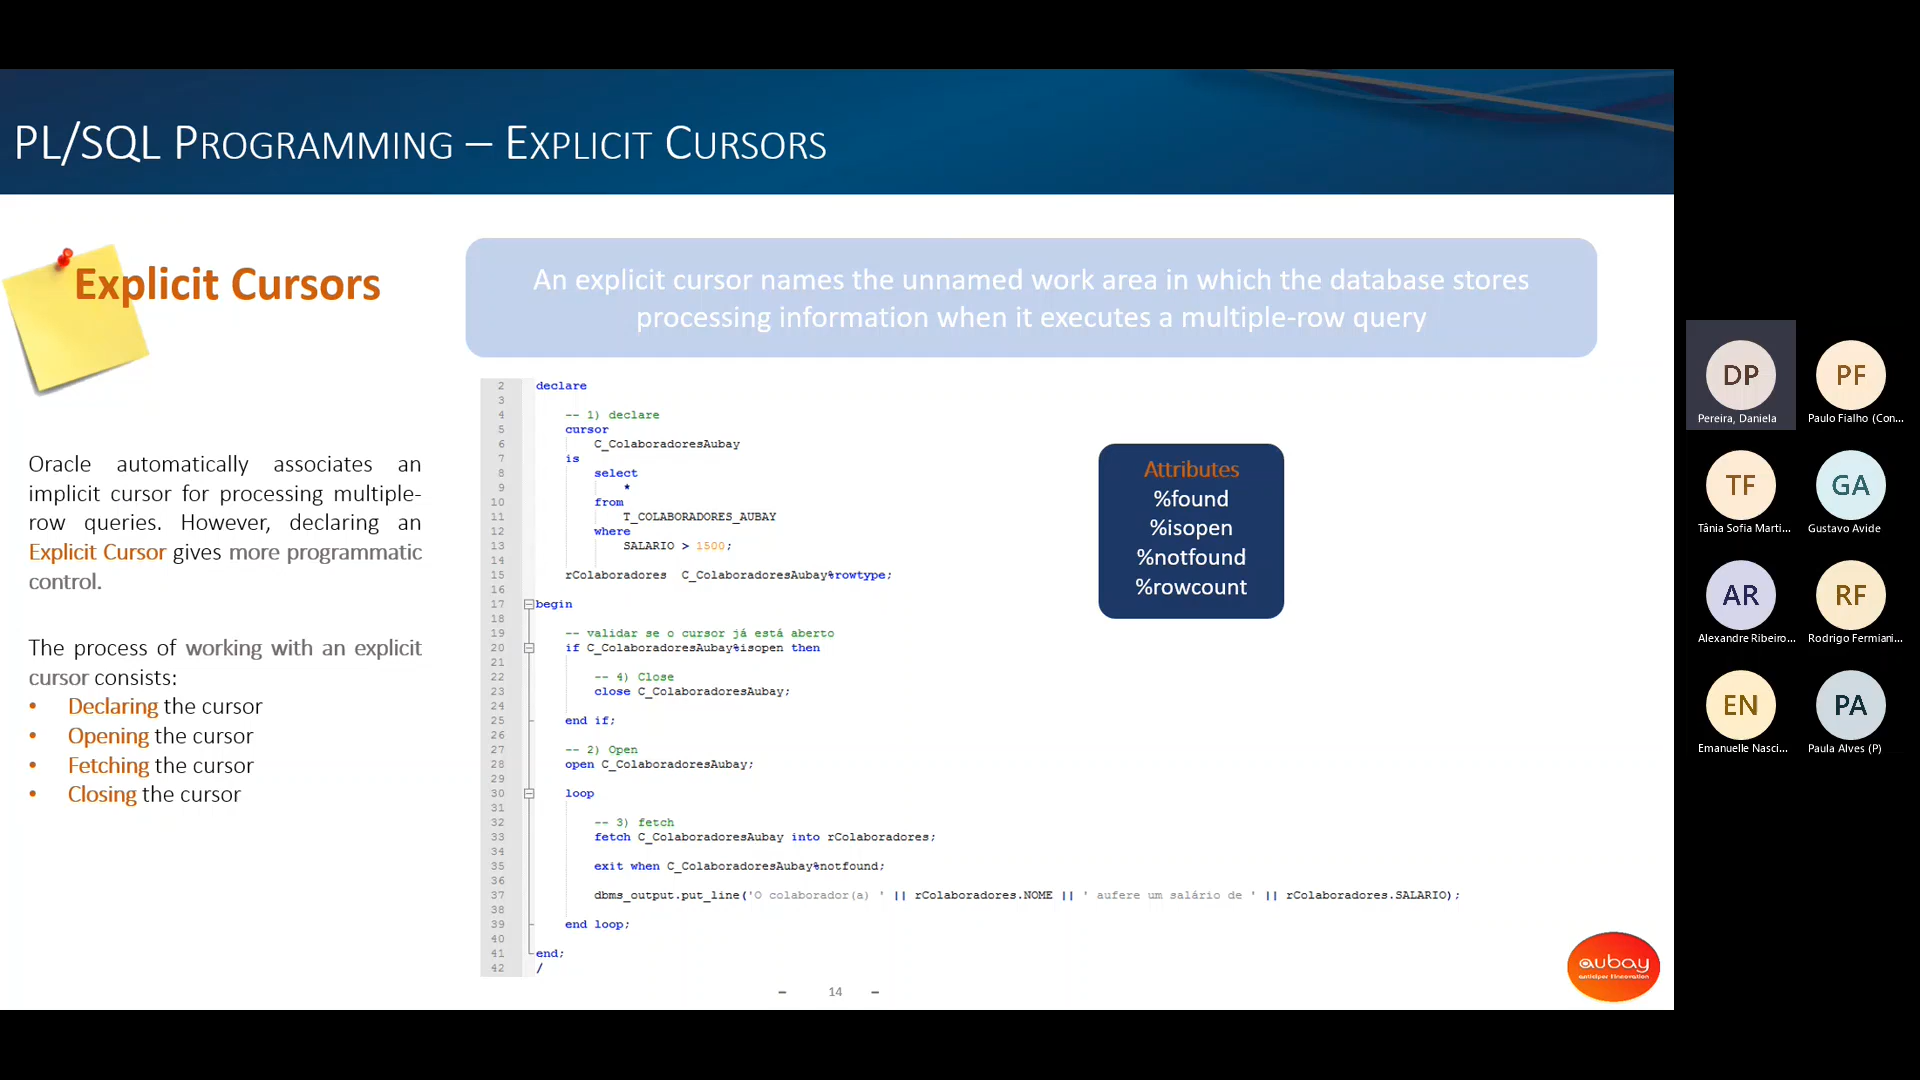 PL/SQL PROGRAMMING – EXPLICIT CURSORS
Explicit Cursors
An explicit cursor names the unnamed work area in which the database stores
processing information when it executes a multiple-row query
Oracle automatically associates an
implicit cursor for processing multiple-
row queries. However, declaring an
Explicit Cursor gives more programmatic
control.
The process of working with an explicit
cursor consists:
• Declaring the cursor
• Opening the cursor
• Fetching the cursor
• Closing the cursor
2 declare
3
4 -- 1) declare
5 cursor
6 C_ColaboradoresAubay
7 is
8 select
9 *
10 from
11 T_COLABORADORES_AUBAY
12 where
13 SALARIO > 1500;
14
15 rColaboradores C_ColaboradoresAubay%rowtype;
16
17 begin
18
19 -- validar se o cursor já está aberto
20 if C_ColaboradoresAubay%isopen then
21
22 -- 4) Close
23 close C_ColaboradoresAubay;
24
25 end if;
26
27 -- 2) Open
28 open C_ColaboradoresAubay;
29
30 loop
31
32 -- 3) fetch
33 fetch C_ColaboradoresAubay into rColaboradores;
34
35 exit when C_ColaboradoresAubay%notfound;
36
37 dbms_output.put_line('O colaborador(a) ' || rColaboradores.NOME || ' aufere um salário de ' || rColaboradores.SALARIO);
38
39 end loop;
40
41 end;
42 /
Attributes
%found
%isopen
%notfound
%rowcount
– 14 –
aubay
anticiper l'innovation
DP
Pereira, Daniela
PF
Paulo Fialho (Con...
TF
Tânia Sofia Marti...
GA
Gustavo Avide
AR
Alexandre Ribeiro...
RF
Rodrigo Fermiani...
EN
Emanuelle Nasci...
PA
Paula Alves (P)